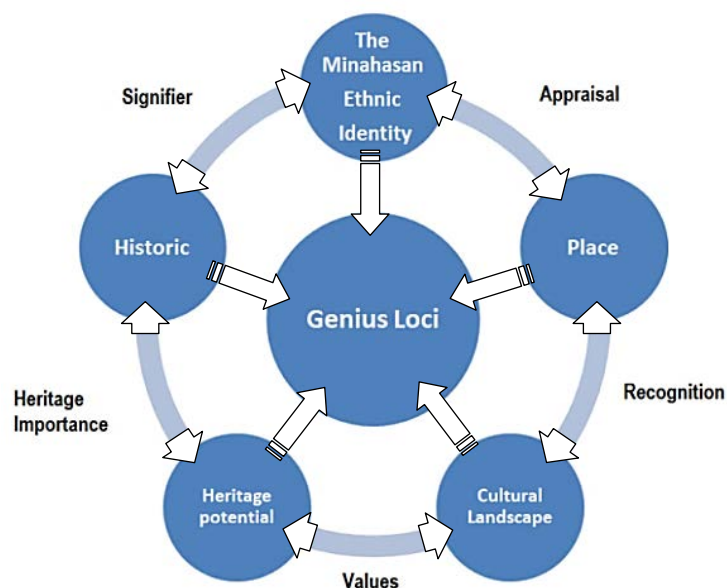 The
Minahasan
Ethnic
Identity
Signifier
Appraisal
Historic
Place
Genius Loci
Heritage
Importance
Recognition
Heritage
potential
Cultural
Landscape
Values